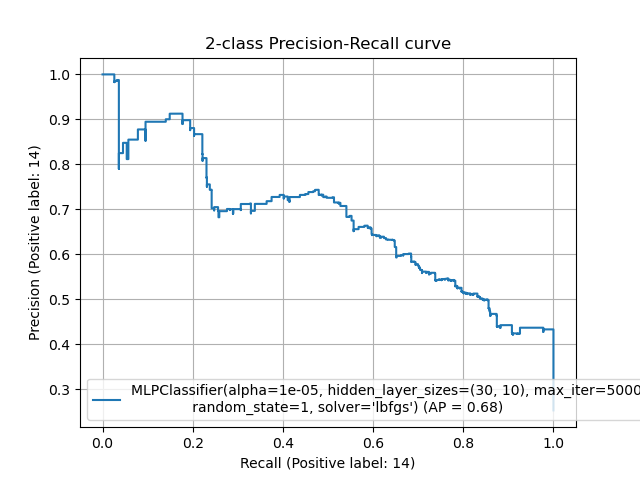 2-class Precision-Recall curve
1.0
0.9
0.8
0.7
0.6
0.5
0.4
0.3
Precision (Positive label: 14)
MLPClassifier(alpha=1e-05, hidden_layer_sizes=(30, 10), max_iter=5000
random_state=1, solver='lbfgs') (AP = 0.68)
0.0 0.2 0.4 0.6 0.8 1.0
Recall (Positive label: 14)